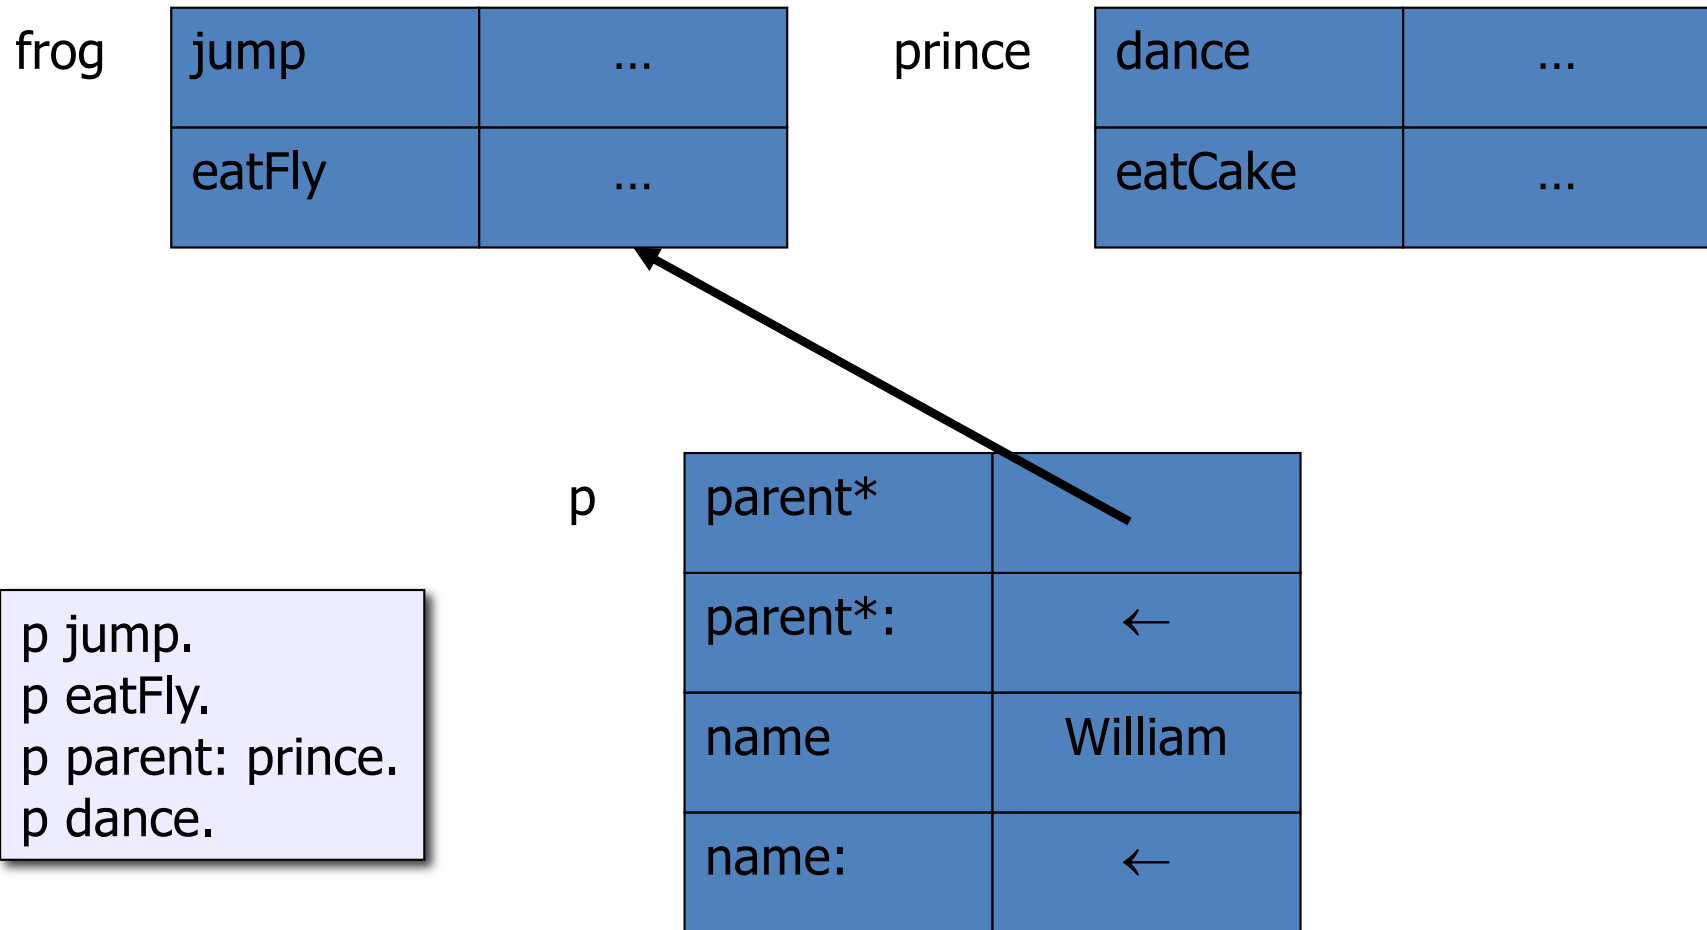 frog jump … prince dance …
eatFly … eatCake …
p parent*
parent*: ←
name William
name: ←
p jump.
p eatFly.
p parent: prince.
p dance.